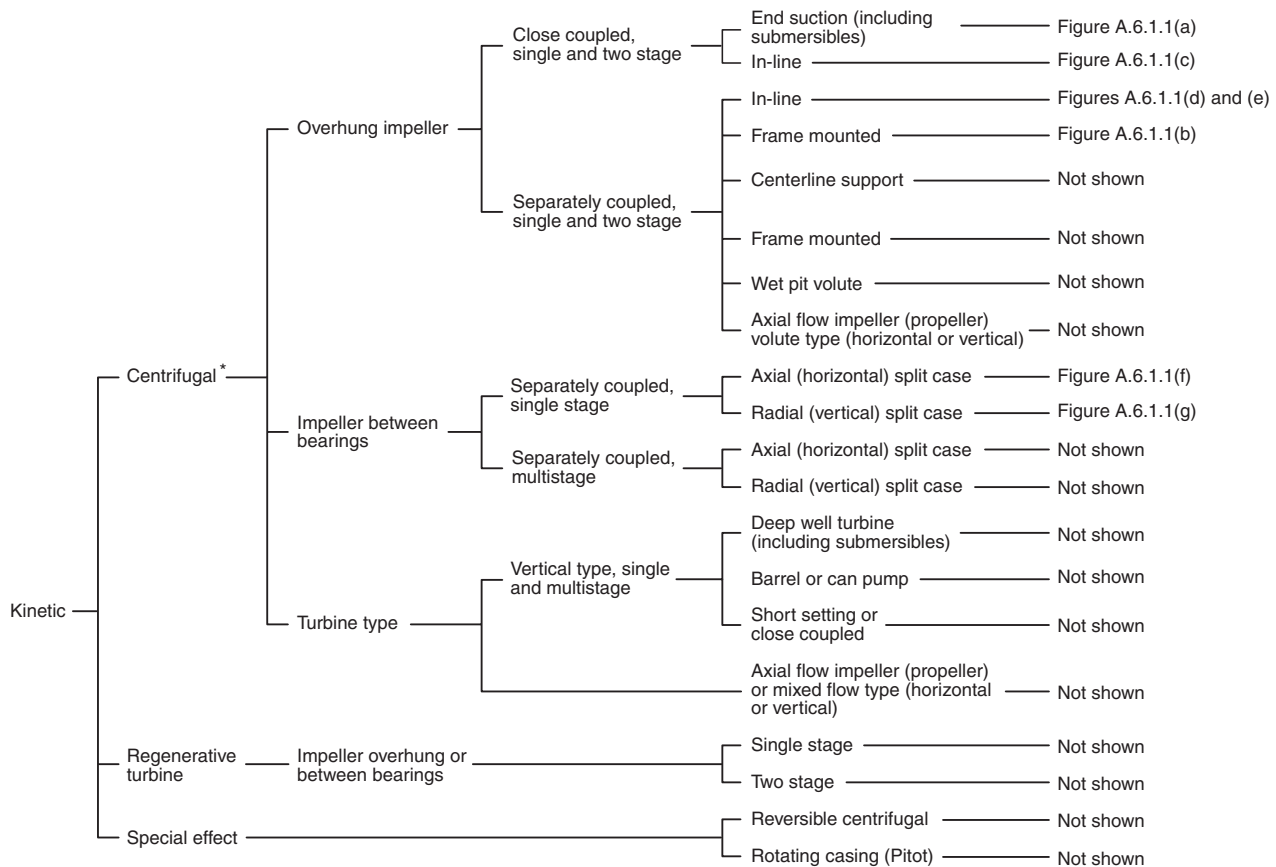 End suction (including
submersibles)
Figure A.6.1.1(a)
Close coupled,
single and two stage
In-line
Figure A.6.1.1(c)
In-line
Figures A.6.1.1(d) and (e)
Overhung impeller
Frame mounted
Figure A.6.1.1(b)
Centerline support
Not shown
Separately coupled,
single and two stage
Frame mounted
Not shown
Wet pit volute
Not shown
Axial flow impeller (propeller)
volute type (horizontal or vertical)
Not shown
Centrifugal*
Separately coupled,
single stage
Axial (horizontal) split case
Figure A.6.1.1(f)
Radial (vertical) split case
Figure A.6.1.1(g)
Impeller between
bearings
Separately coupled,
multistage
Axial (horizontal) split case
Not shown
Radial (vertical) split case
Not shown
Deep well turbine
(including submersibles)
Not shown
Vertical type, single
and multistage
Barrel or can pump
Not shown
Kinetic
Turbine type
Short setting or
close coupled
Not shown
Axial flow impeller (propeller)
or mixed flow type (horizontal
or vertical)
Not shown
Regenerative
turbine
Impeller overhung or
between bearings
Single stage
Not shown
Two stage
Not shown
Special effect
Reversible centrifugal
Not shown
Rotating casing (Pitot)
Not shown